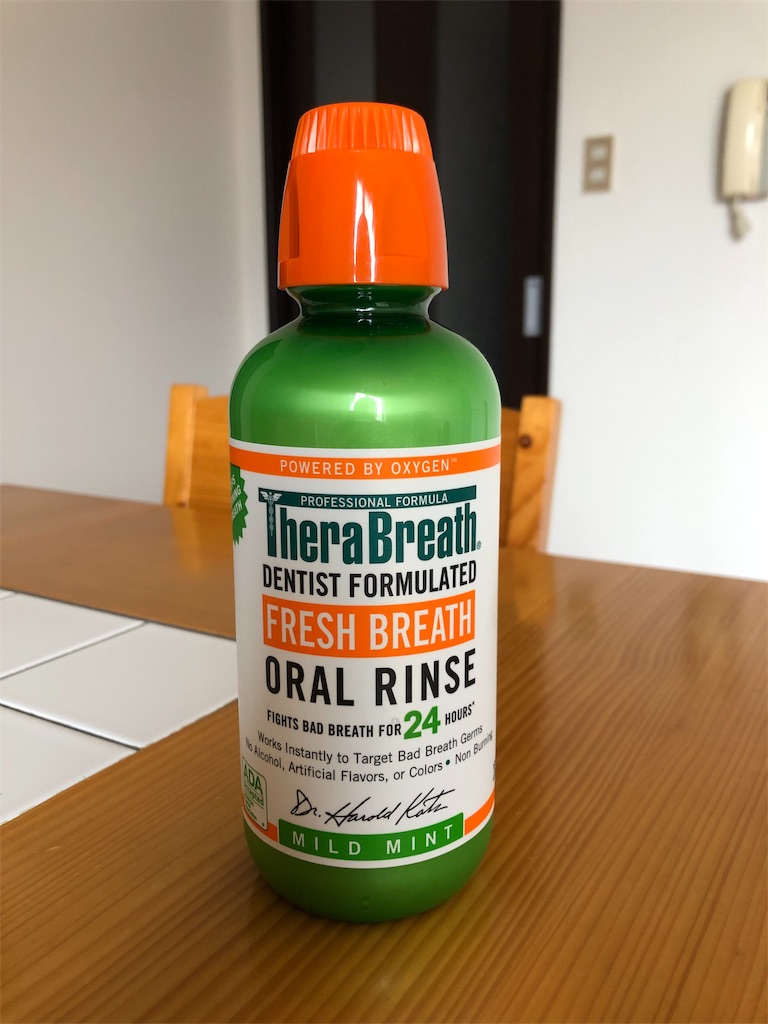 POWERED BY OXYGEN™
PROFESSIONAL FORMULA
TheraBreath®
DENTIST FORMULATED
FRESH BREATH
ORAL RINSE
FIGHTS BAD BREATH FOR 24 HOURS*
Works Instantly to Target Bad Breath Germs
No Alcohol, Artificial Flavors, or Colors • Non Burning
ADA
Accepted
Dr. Harold Katz
MILD MINT